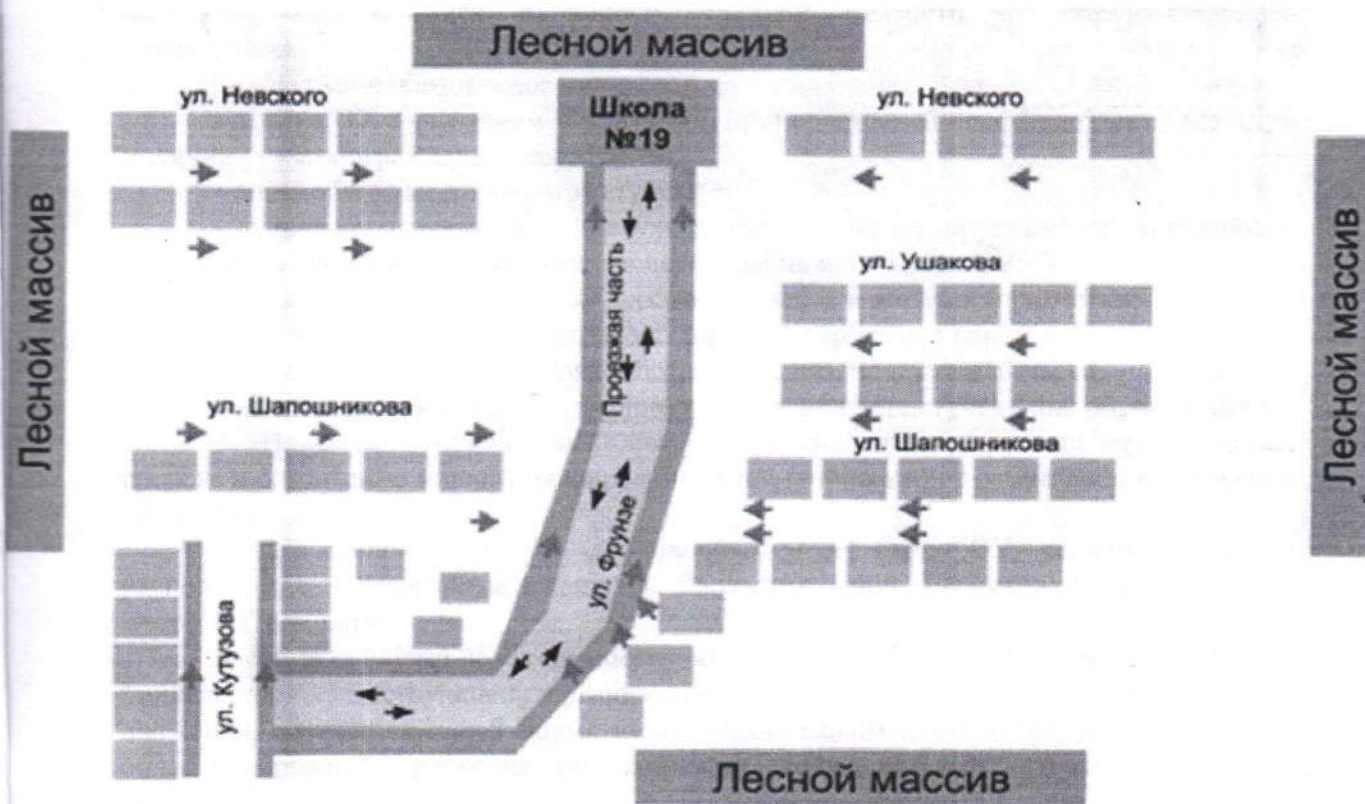 Лесной массив
ул. Невского
Школа
№19
ул. Невского
Лесной массив
Лесной массив
Проезжая часть
ул. Ушакова
ул. Шапошникова
ул. Шапошникова
ул. Фрунзе
ул. Кутузова
Лесной массив